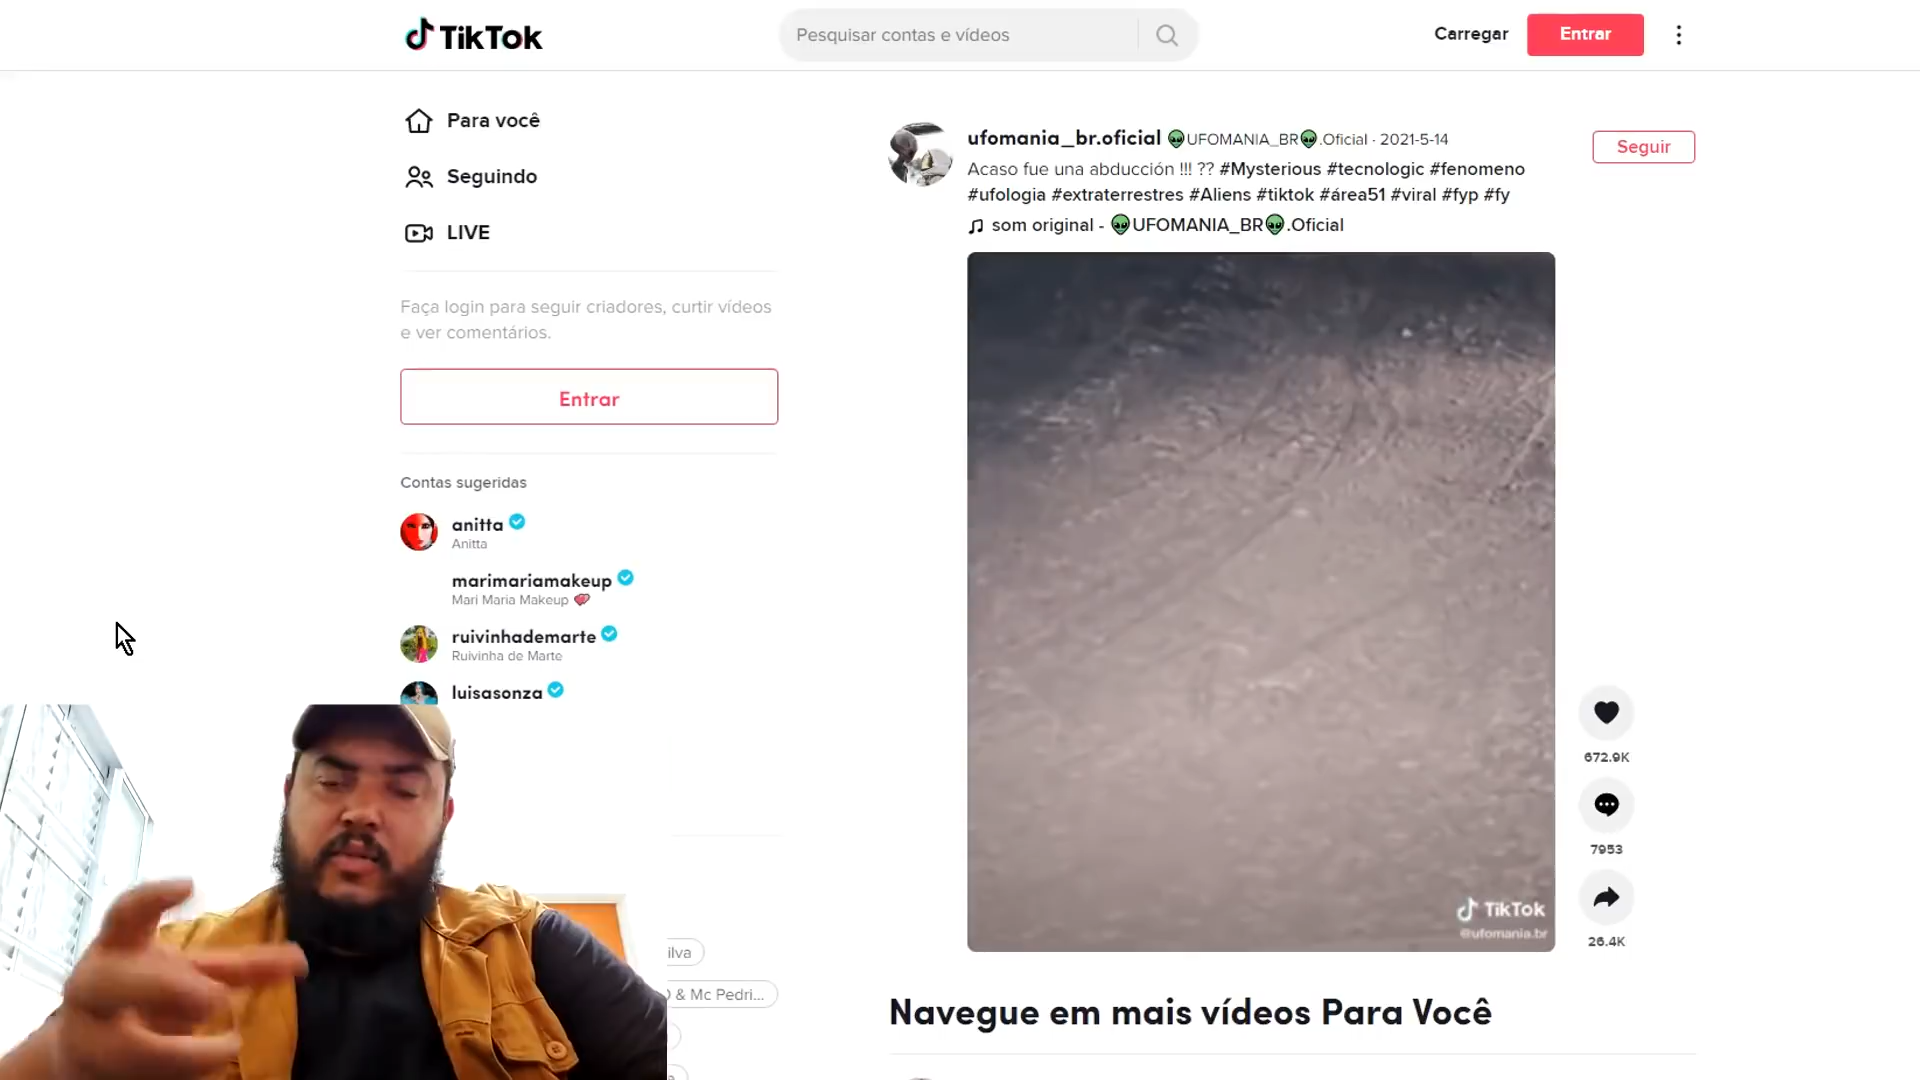 TikTok
Pesquisar contas e vídeos
Carregar
Entrar
Para você
Seguindo
LIVE
Faça login para seguir criadores, curtir vídeos
e ver comentários.
Entrar
Contas sugeridas
anitta
Anitta
marimariamakeup
Mari Maria Makeup
ruivinhademarte
Ruivinha de Marte
luisasonza
ilva
& Mc Pedri...
ufomania_br.oficial 👽UFOMANIA_BR👽.Oficial · 2021-5-14
Seguir
Acaso fue una abducción !!! ?? #Mysterious #tecnologic #fenomeno
#ufologia #extraterrestres #Aliens #tiktok #área51 #viral #fyp #fy
som original - 👽UFOMANIA_BR👽.Oficial
672.9K
7953
26.4K
TikTok
@ufomania.br
Navegue em mais vídeos Para Você